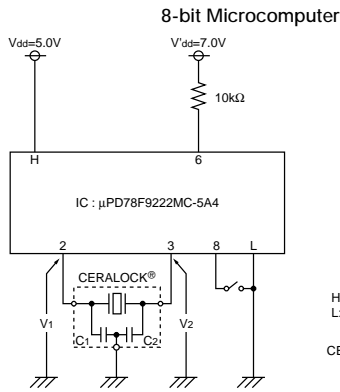 8-bit Microcomputer
Vdd=5.0V V'dd=7.0V
10kΩ
H 6
IC : µPD78F9222MC-5A4
2 3 8 L
CERALOCK®
V1 C1 C2 V2
H
L:
CE